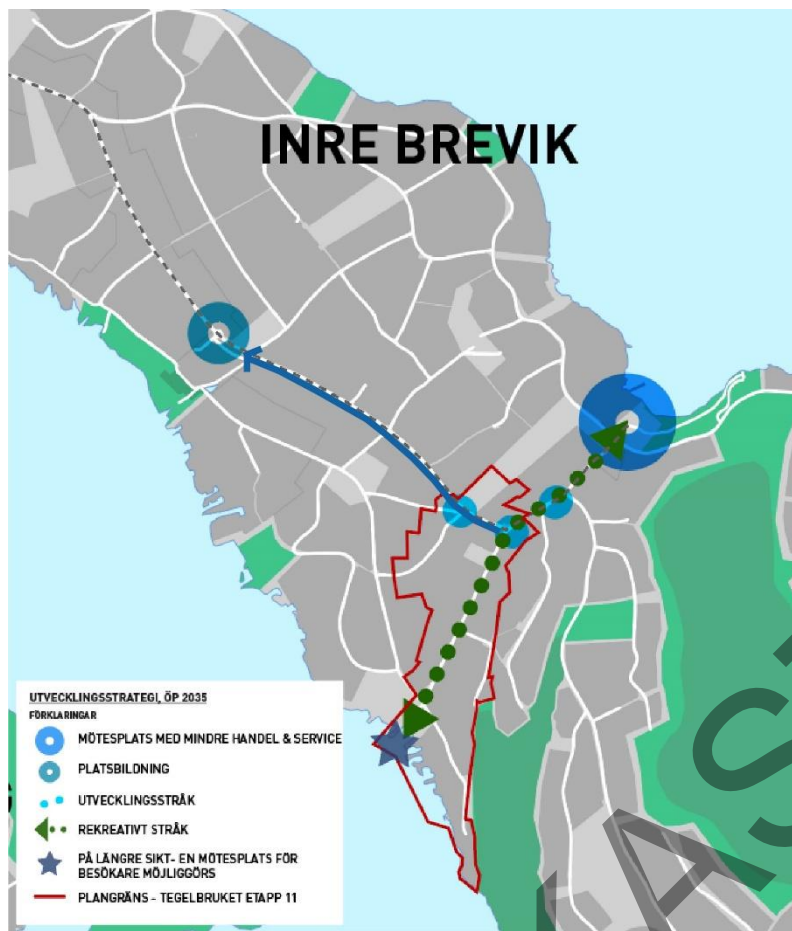 INRE BREVIK
UTVECKLINGSSTRATEGI, ÖP 2035
FÖRKLARINGAR
MÖTESPLATS MED MINDRE HANDEL & SERVICE
PLATSBILDNING
UTVECKLINGSSTRÅK
REKREATIVT STRÅK
PÅ LÄNGRE SIKT- EN MÖTESPLATS FÖR
BESÖKARE MÖJLIGGÖRS
PLANGRÄNS - TEGELBRUKET ETAPP 11